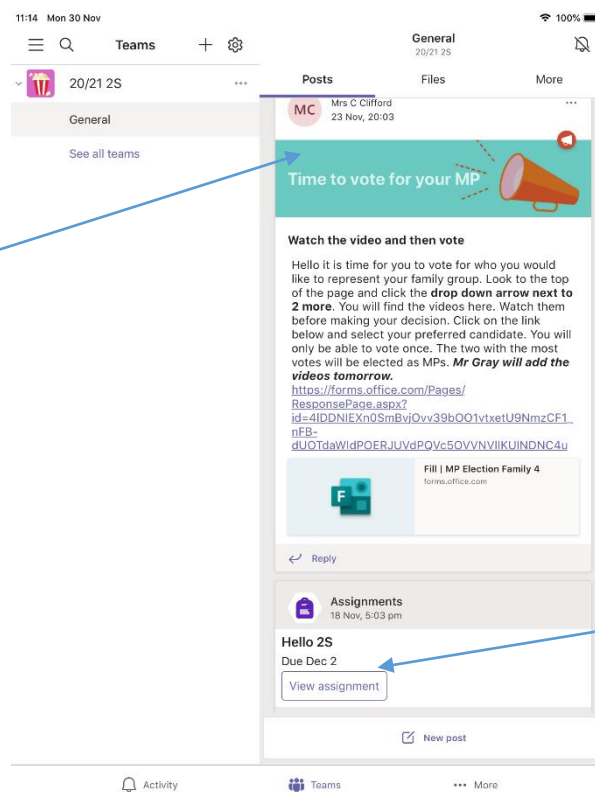 11:14 Mon 30 Nov
100%
Teams
General
20/21 2S
20/21 2S
General
See all teams
Posts
Files
More
MC
Mrs C Clifford
23 Nov, 20:03
Time to vote for your MP
Watch the video and then vote
Hello it is time for you to vote for who you would
like to represent your family group. Look to the top
of the page and click the drop down arrow next to
2 more. You will find the videos here. Watch them
before making your decision. Click on the link
below and select your preferred candidate. You will
only be able to vote once. The two with the most
votes will be elected as MPs. Mr Gray will add the
videos tomorrow.
https://forms.office.com/Pages/
ResponsePage.aspx?
id=4IDDNIEXn0SmBvjOvv39bOO1vtxetU9NmzCF1_
nFB-
dUOTdaWldPOERJUVdPQVc5OVVNVlIKUlNDNC4u
F
Fill | MP Election Family 4
forms.office.com
Reply
Assignments
18 Nov, 5:03 pm
Hello 2S
Due Dec 2
View assignment
New post
Activity
Teams
More